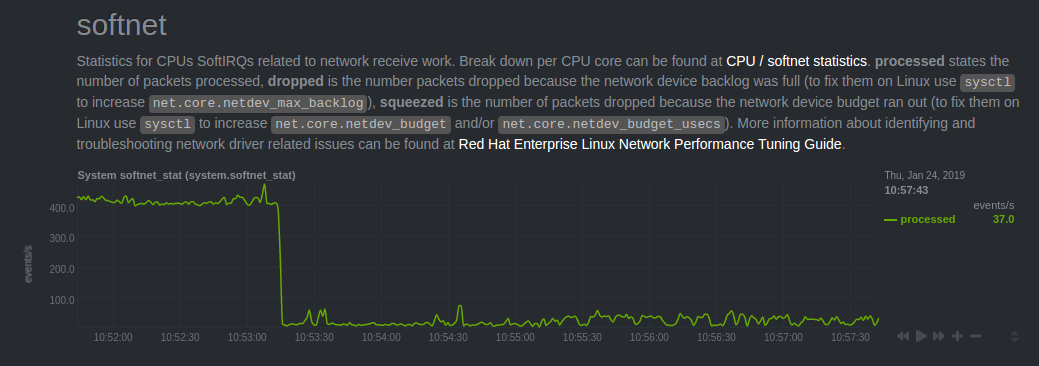 softnet
Statistics for CPUs SoftIRQs related to network receive work. Break down per CPU core can be found at CPU / softnet statistics. processed states the
number of packets processed, dropped is the number packets dropped because the network device backlog was full (to fix them on Linux use sysctl
to increase net.core.netdev_max_backlog), squeezed is the number of packets dropped because the network device budget ran out (to fix them on
Linux use sysctl to increase net.core.netdev_budget and/or net.core.netdev_budget_usecs). More information about identifying and
troubleshooting network driver related issues can be found at Red Hat Enterprise Linux Network Performance Tuning Guide.
System softnet_stat (system.softnet_stat)
Thu, Jan 24, 2019
10:57:43
events/s
processed 37.0
events/s
400.0
300.0
200.0
100.0
10:52:00 10:52:30 10:53:00 10:53:30 10:54:00 10:54:30 10:55:00 10:55:30 10:56:00 10:56:30 10:57:00 10:57:30